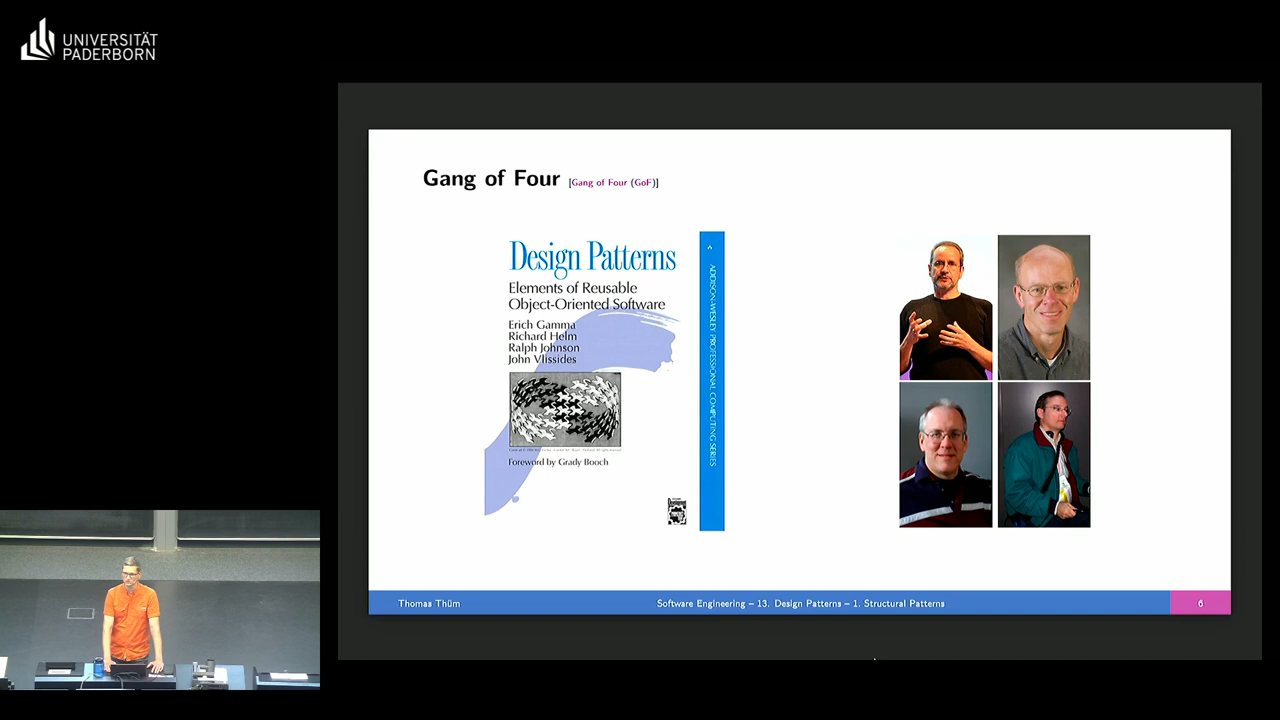 UNIVERSITÄT
PADERBORN
Gang of Four [Gang of Four (GoF)]
Design Patterns
Elements of Reusable
Object-Oriented Software
Erich Gamma
Richard Helm
Ralph Johnson
John Vlissides
Foreword by Grady Booch
ADDISON-WESLEY PROFESSIONAL COMPUTING SERIES
Thomas Thüm
Software Engineering – 13. Design Patterns – 1. Structural Patterns
6